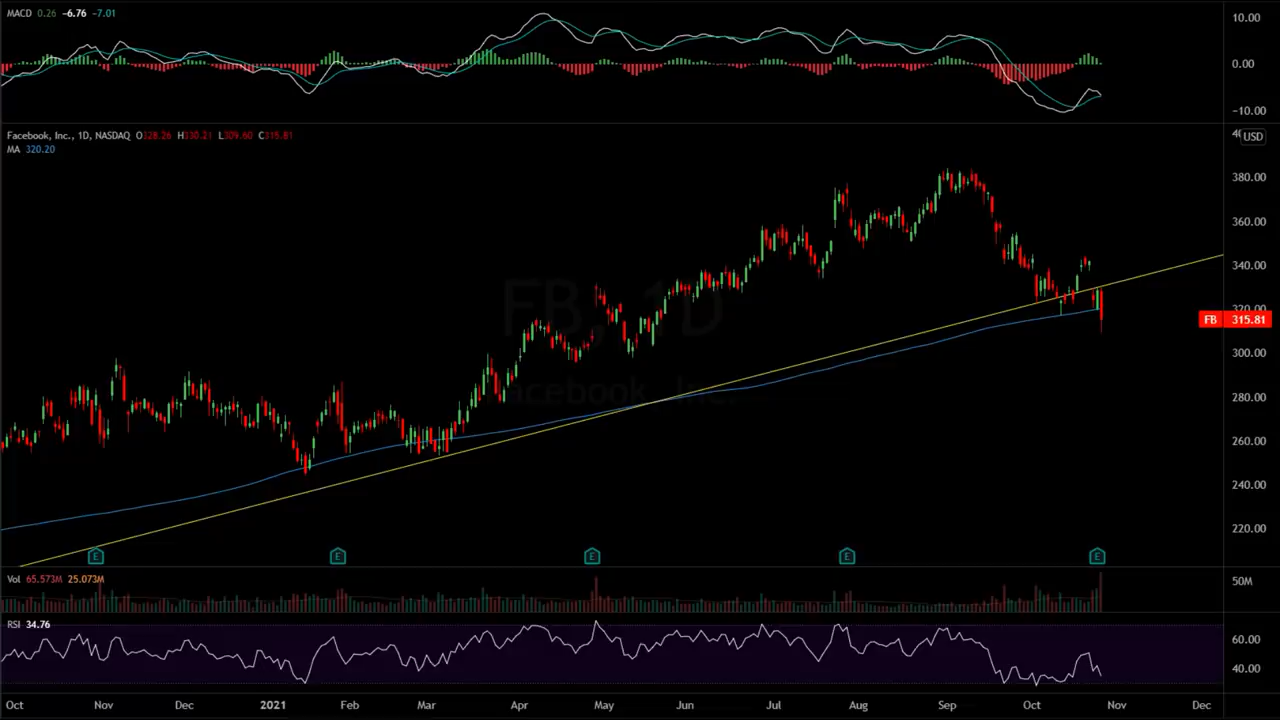 MACD 0.26 −6.76 −7.01
10.00
0.00
−10.00
Facebook, Inc., 1D, NASDAQ O328.26 H330.21 L309.60 C315.81
MA 320.20
USD
380.00
360.00
340.00
320.00
FB 315.81
300.00
280.00
260.00
240.00
220.00
FB, 1D
Facebook, Inc.
E E E E E
Vol 65.573M 25.073M
50M
RSI 34.76
60.00
40.00
Oct Nov Dec 2021 Feb Mar Apr May Jun Jul Aug Sep Oct Nov Dec